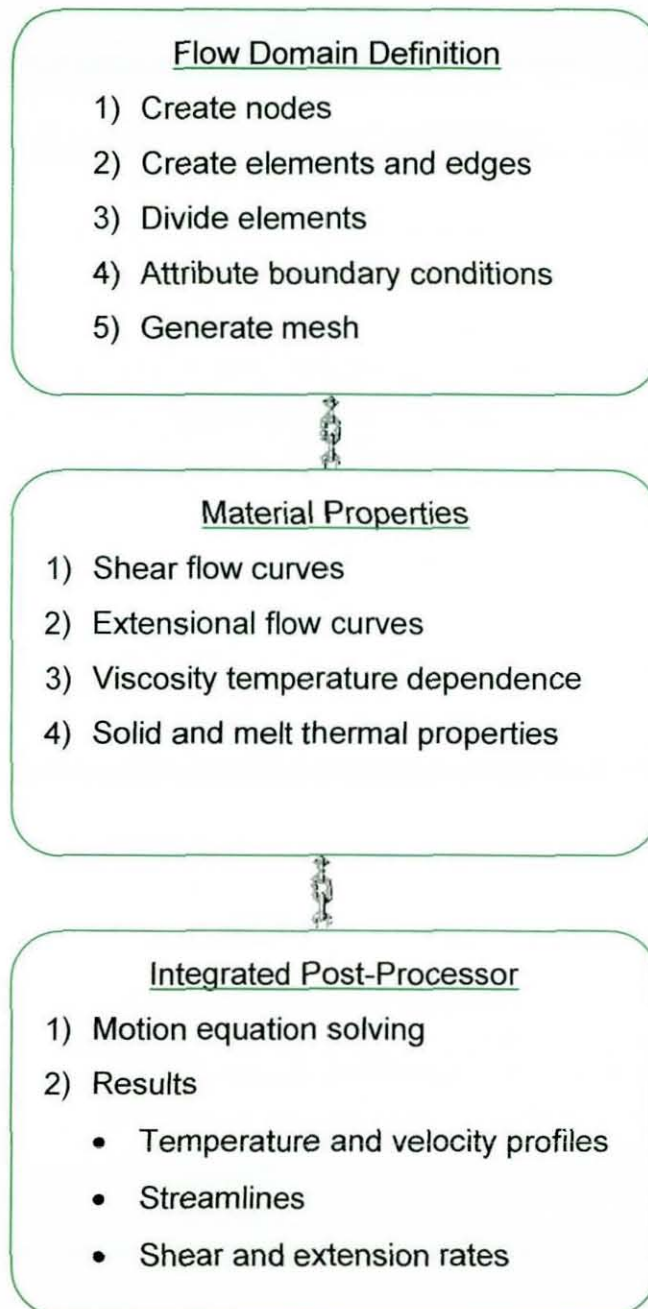 Flow Domain Definition
1) Create nodes
2) Create elements and edges
3) Divide elements
4) Attribute boundary conditions
5) Generate mesh
Material Properties
1) Shear flow curves
2) Extensional flow curves
3) Viscosity temperature dependence
4) Solid and melt thermal properties
Integrated Post-Processor
1) Motion equation solving
2) Results
• Temperature and velocity profiles
• Streamlines
• Shear and extension rates